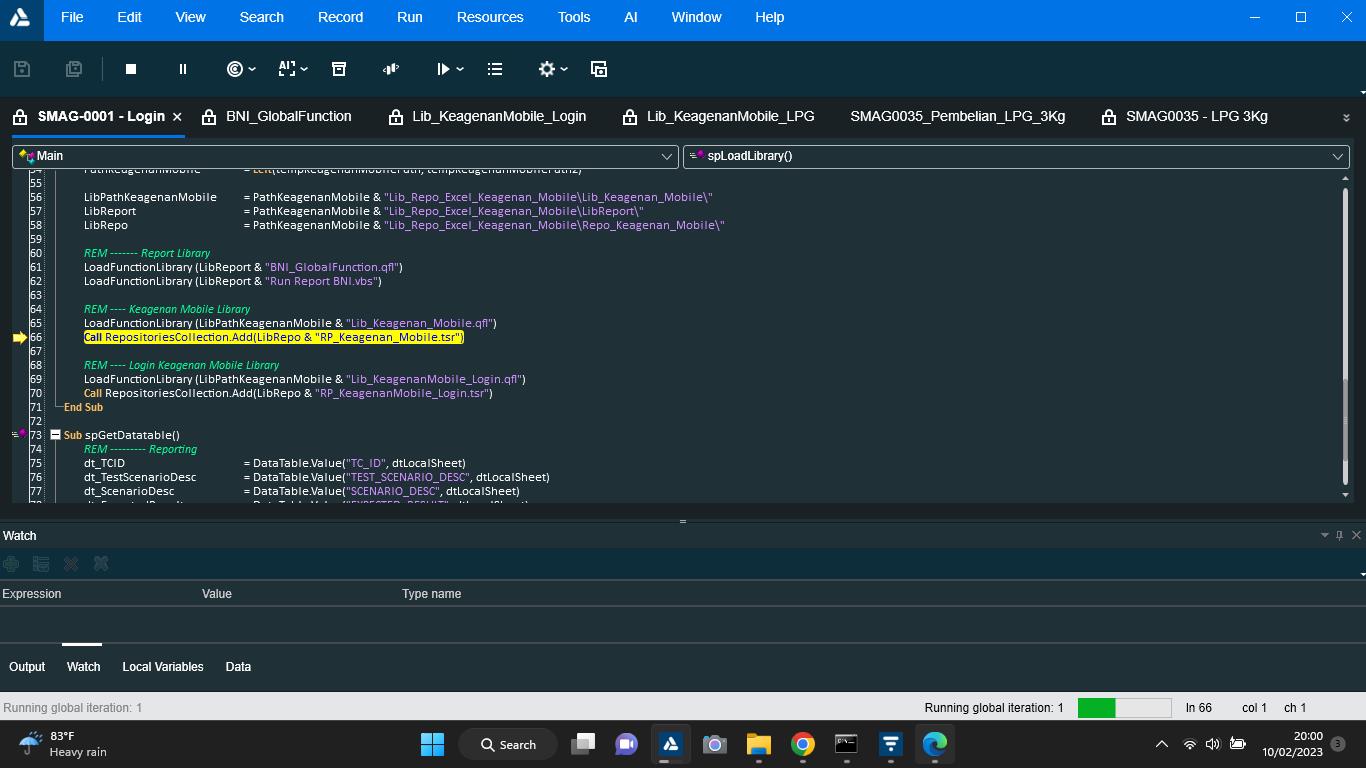 File Edit View Search Record Run Resources Tools AI Window Help
SMAG-0001 - Login BNI_GlobalFunction Lib_KeagenanMobile_Login Lib_KeagenanMobile_LPG SMAG0035_Pembelian_LPG_3Kg SMAG0035 - LPG 3Kg
Main spLoadLibrary()
54 PathKeagenanMobile = Left(tempKeagenanMobilePath, tempKeagenanMobilePath2)
55
56 LibPathKeagenanMobile = PathKeagenanMobile & "Lib_Repo_Excel_Keagenan_Mobile\Lib_Keagenan_Mobile\"
57 LibReport = PathKeagenanMobile & "Lib_Repo_Excel_Keagenan_Mobile\LibReport\"
58 LibRepo = PathKeagenanMobile & "Lib_Repo_Excel_Keagenan_Mobile\Repo_Keagenan_Mobile\"
59
60 REM ------- Report Library
61 LoadFunctionLibrary (LibReport & "BNI_GlobalFunction.qfl")
62 LoadFunctionLibrary (LibReport & "Run Report BNI.vbs")
63
64 REM ---- Keagenan Mobile Library
65 LoadFunctionLibrary (LibPathKeagenanMobile & "Lib_Keagenan_Mobile.qfl")
66 Call RepositoriesCollection.Add(LibRepo & "RP_Keagenan_Mobile.tsr")
67
68 REM ---- Login Keagenan Mobile Library
69 LoadFunctionLibrary (LibPathKeagenanMobile & "Lib_KeagenanMobile_Login.qfl")
70 Call RepositoriesCollection.Add(LibRepo & "RP_KeagenanMobile_Login.tsr")
71 End Sub
72
73 Sub spGetDatatable()
74 REM --------- Reporting
75 dt_TCID = DataTable.Value("TC_ID", dtLocalSheet)
76 dt_TestScenarioDesc = DataTable.Value("TEST_SCENARIO_DESC", dtLocalSheet)
77 dt_ScenarioDesc = DataTable.Value("SCENARIO_DESC", dtLocalSheet)
Watch
Expression Value Type name
Output Watch Local Variables Data
Running global iteration: 1 Running global iteration: 1 ln 66 col 1 ch 1
83°F
Heavy rain
Search
20:00
10/02/2023
3